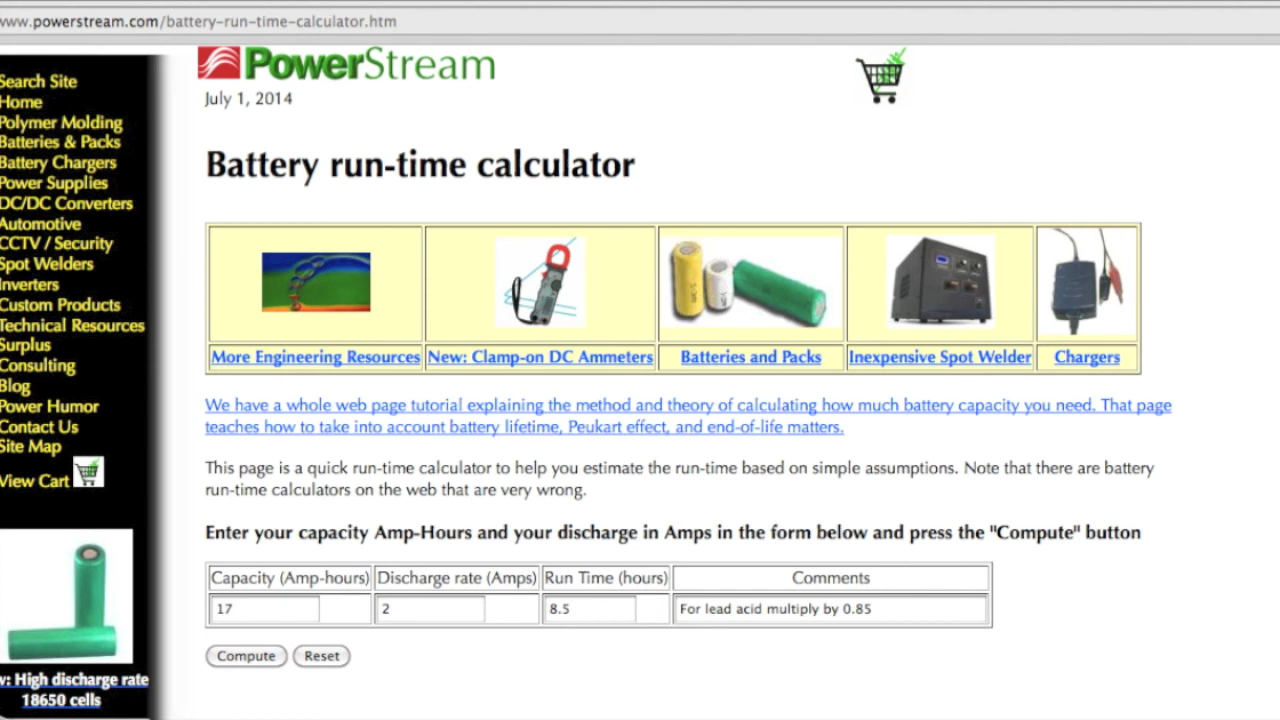 www.powerstream.com/battery-run-time-calculator.htm
Search Site
Home
Polymer Molding
Batteries & Packs
Battery Chargers
Power Supplies
DC/DC Converters
Automotive
CCTV / Security
Spot Welders
Inverters
Custom Products
Technical Resources
Surplus
Consulting
Blog
Power Humor
Contact Us
Site Map
View Cart
w: High discharge rate
18650 cells
PowerStream
July 1, 2014
Battery run-time calculator
More Engineering Resources New: Clamp-on DC Ammeters Batteries and Packs Inexpensive Spot Welder Chargers
We have a whole web page tutorial explaining the method and theory of calculating how much battery capacity you need. That page
teaches how to take into account battery lifetime, Peukart effect, and end-of-life matters.
This page is a quick run-time calculator to help you estimate the run-time based on simple assumptions. Note that there are battery
run-time calculators on the web that are very wrong.
Enter your capacity Amp-Hours and your discharge in Amps in the form below and press the "Compute" button
Capacity (Amp-hours) Discharge rate (Amps) Run Time (hours) Comments
17 2 8.5 For lead acid multiply by 0.85
Compute Reset